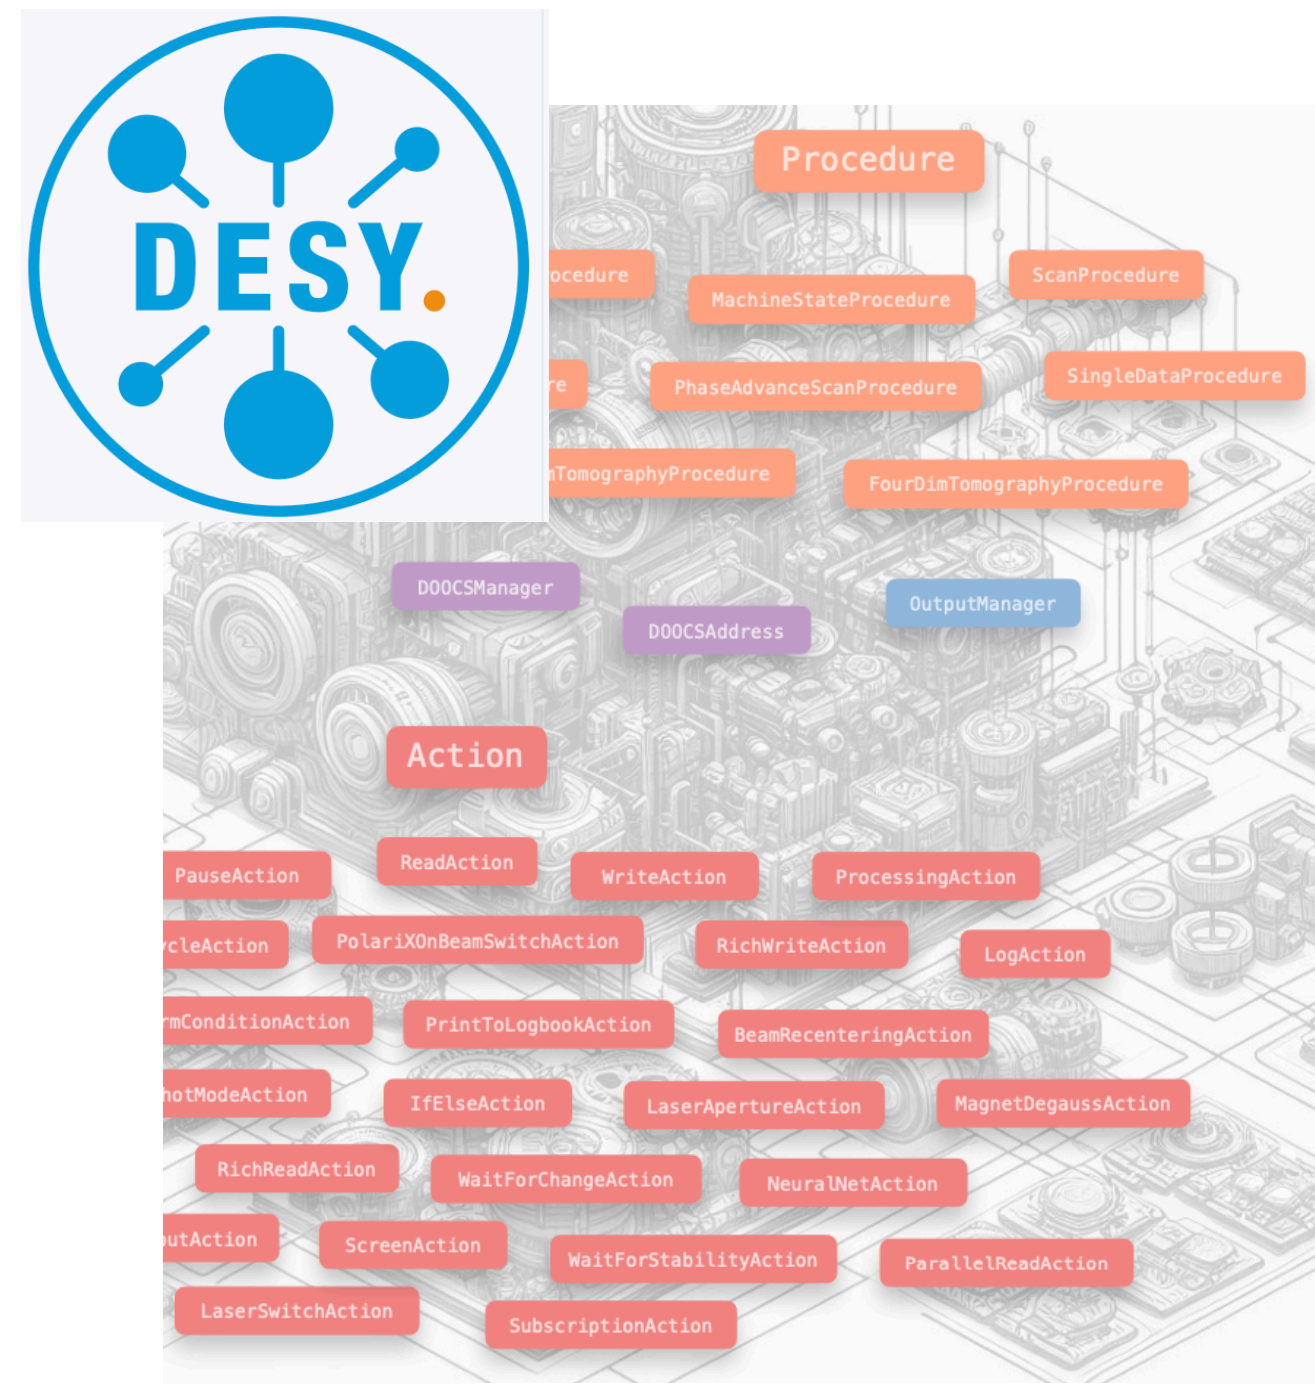 DESY.
Procedure
ocedure
MachineStateProcedure
ScanProcedure
re
PhaseAdvanceScanProcedure
SingleDataProcedure
mTomographyProcedure
FourDimTomographyProcedure
DOOCSManager
DOOCSAddress
OutputManager
Action
PauseAction
ReadAction
WriteAction
ProcessingAction
ycleAction
PolariXOnBeamSwitchAction
RichWriteAction
LogAction
rmConditionAction
PrintToLogbookAction
BeamRecenteringAction
hotModeAction
IfElseAction
LaserApertureAction
MagnetDegaussAction
RichReadAction
WaitForChangeAction
NeuralNetAction
utAction
ScreenAction
WaitForStabilityAction
ParallelReadAction
LaserSwitchAction
SubscriptionAction